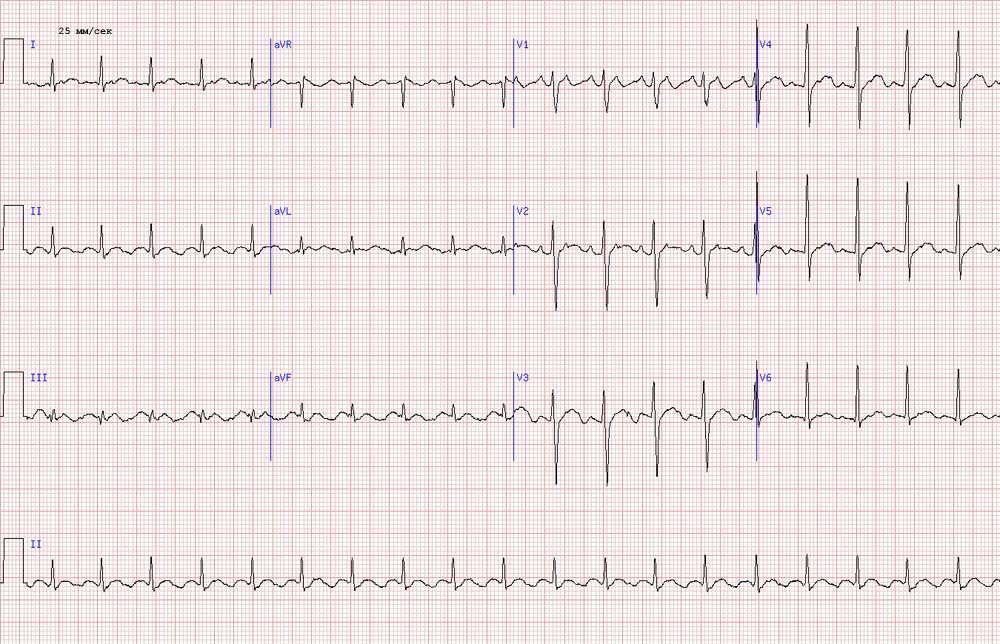 25 мм/сек
I aVR V1 V4
II aVL V2 V5
III aVF V3 V6
II